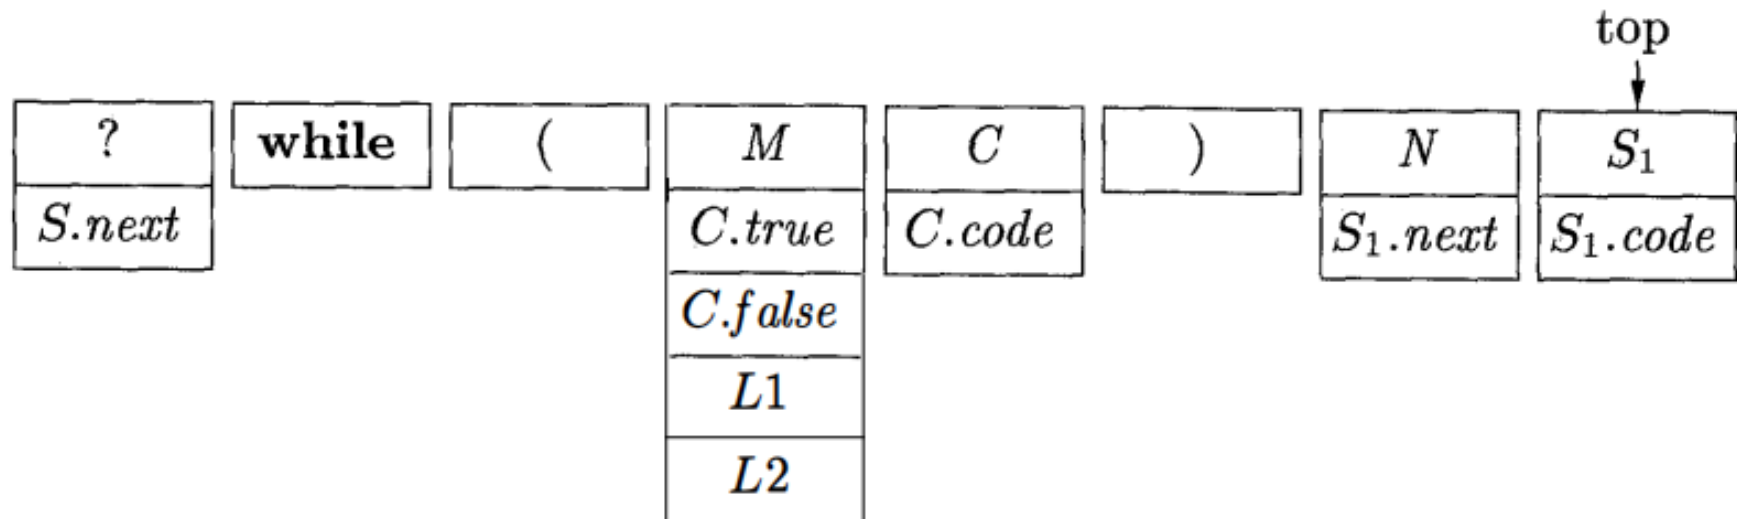 top
? while ( M C ) N S₁
S.next C.true C.code S₁.next S₁.code
C.false
L1
L2